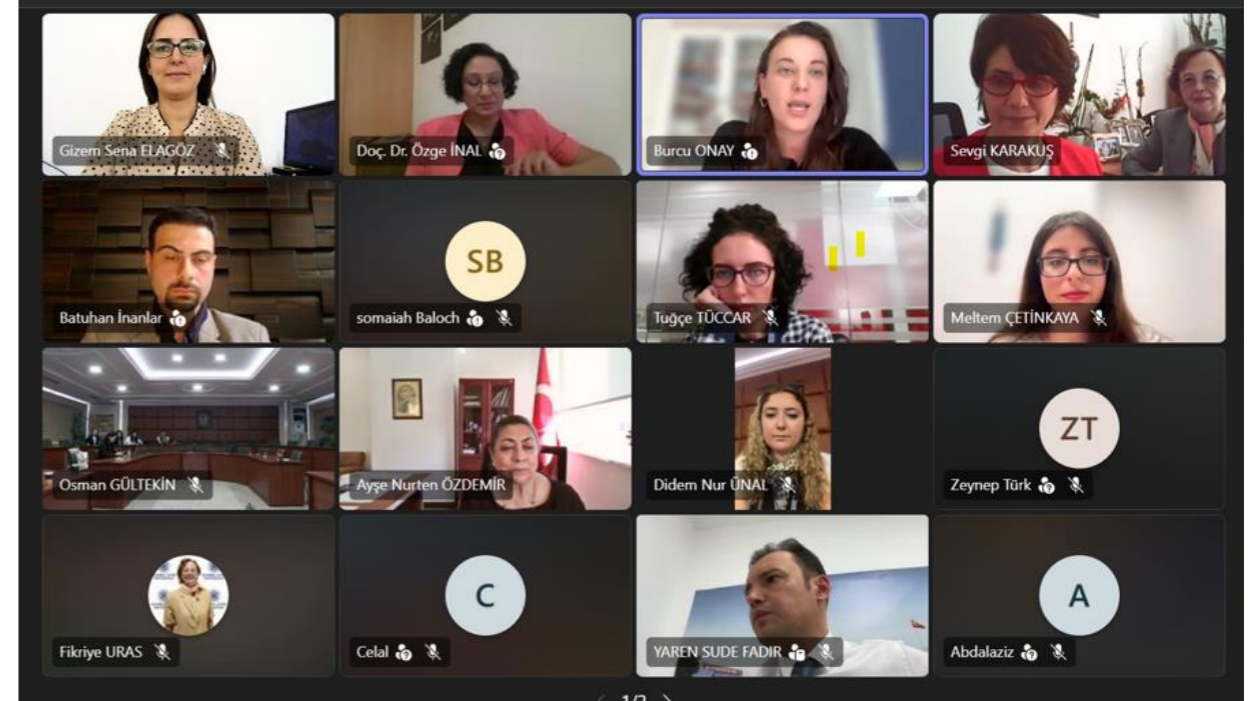 Gizem Sena ELAGÖZ
Doç. Dr. Özge İNAL
Burcu ONAY
Sevgi KARAKUŞ
Batuhan İnanlar
SB
somaiah Baloch
Tuğçe TÜCCAR
Meltem ÇETİNKAYA
Osman GÜLTEKİN
Ayşe Nurten ÖZDEMİR
Didem Nur ÜNAL
ZT
Zeynep Türk
Fikriye URAS
C
Celal
YAREN SUDE FADIR
A
Abdalaziz